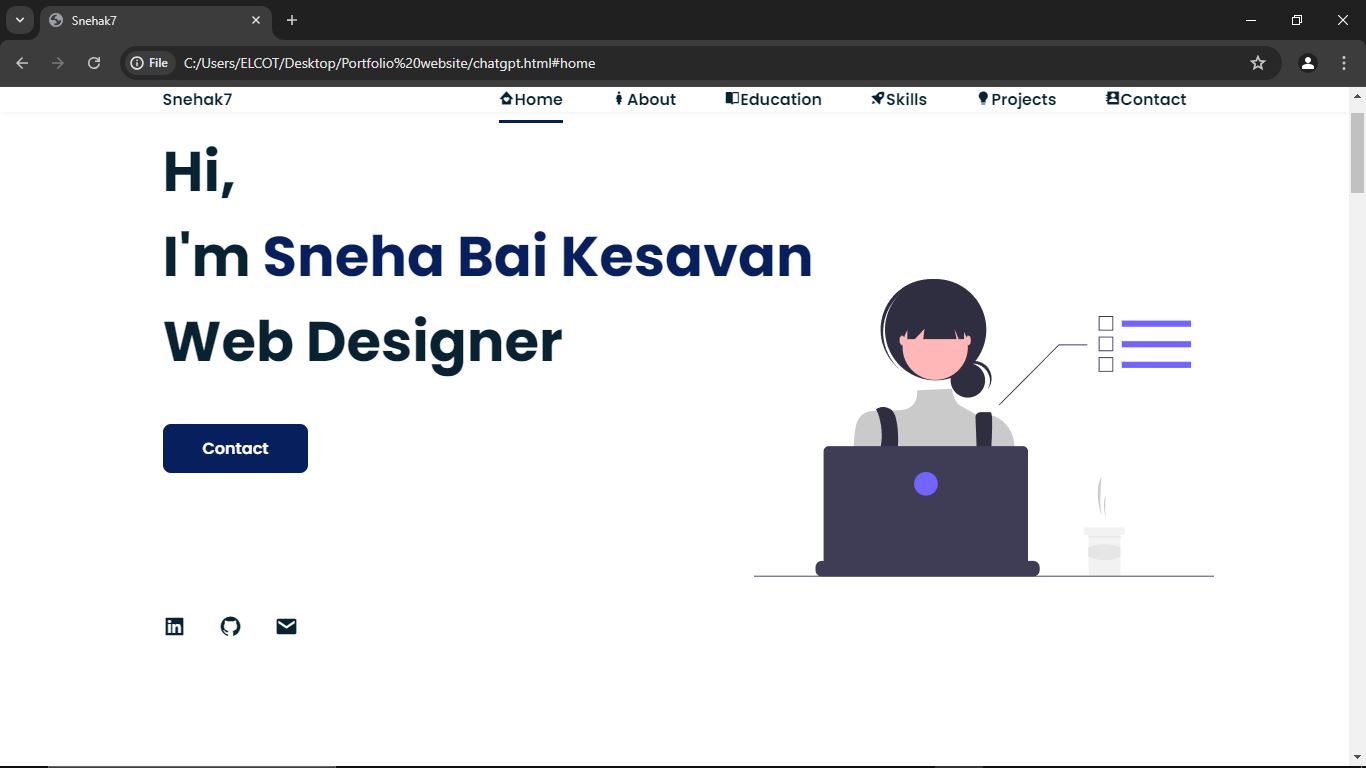 Snehak7
File C:/Users/ELCOT/Desktop/Portfolio%20website/chatgpt.html#home
Snehak7 Home About Education Skills Projects Contact
Hi,
I'm Sneha Bai Kesavan
Web Designer
Contact